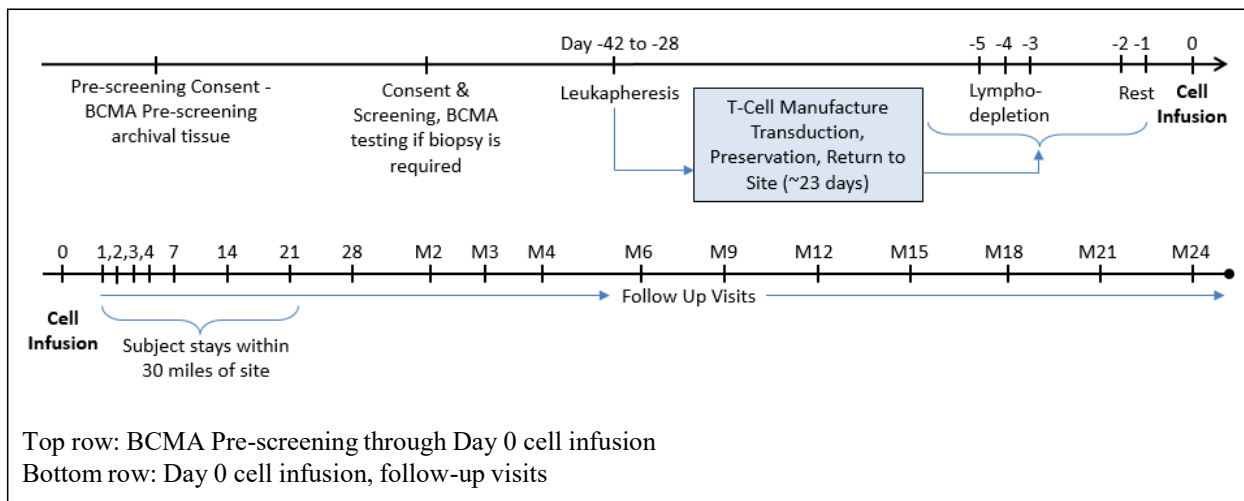 Day -42 to -28
-5 -4 -3
-2 -1
0
Pre-screening Consent -
BCMA Pre-screening
archival tissue
Consent &
Screening, BCMA
testing if biopsy is
required
Leukapheresis
T-Cell Manufacture
Transduction,
Preservation, Return to
Site (~23 days)
Lympho-
depletion
Rest
Cell
Infusion
0 1,2,3,4 7 14 21 28 M2 M3 M4 M6 M9 M12 M15 M18 M21 M24
Cell
Infusion
Subject stays within
30 miles of site
Follow Up Visits
Top row: BCMA Pre-screening through Day 0 cell infusion
Bottom row: Day 0 cell infusion, follow-up visits